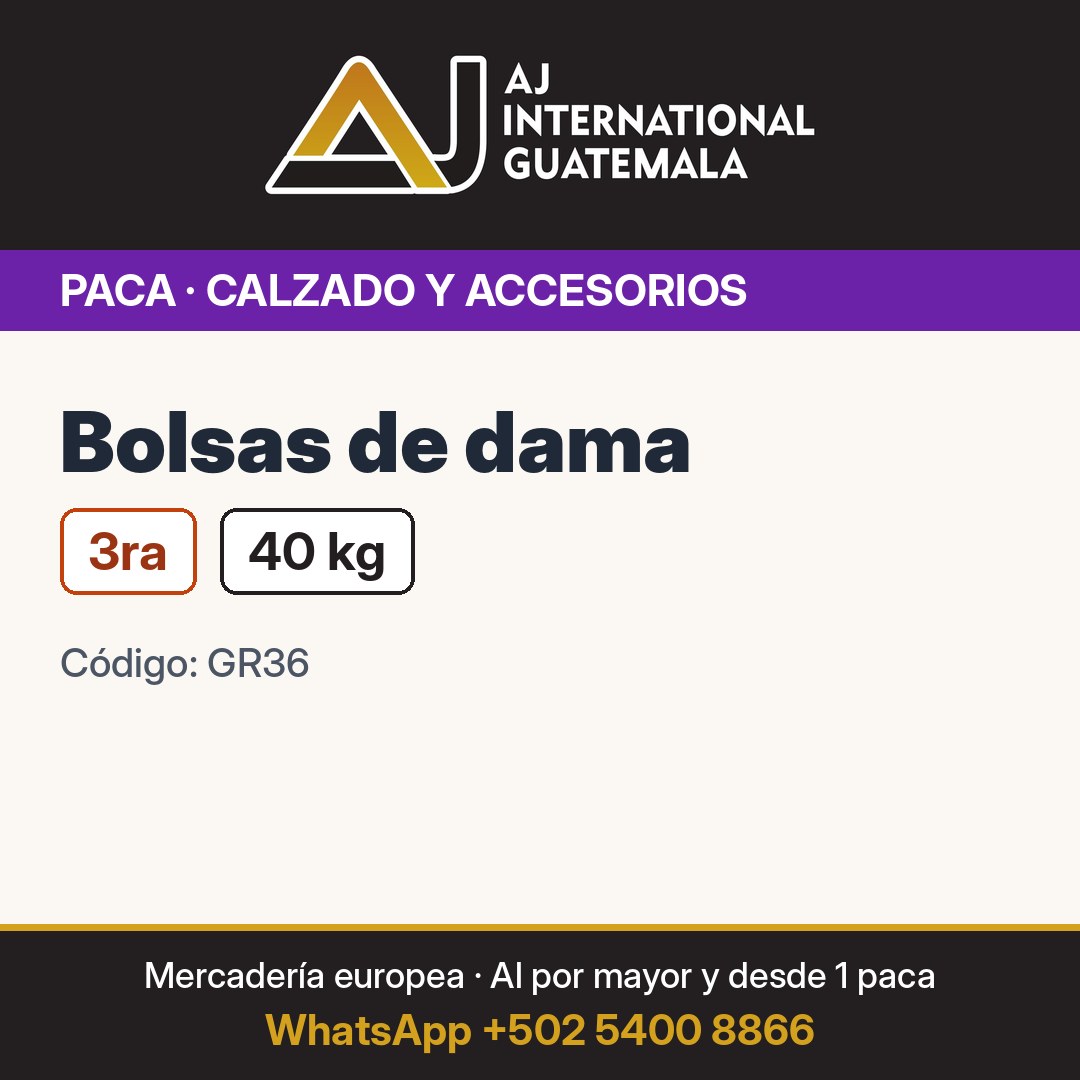 AJ
AJ
INTERNATIONAL
GUATEMALA
PACA · CALZADO Y ACCESORIOS
Bolsas de dama
3ra
40 kg
Código: GR36
Mercadería europea · Al por mayor y desde 1 paca
WhatsApp +502 5400 8866